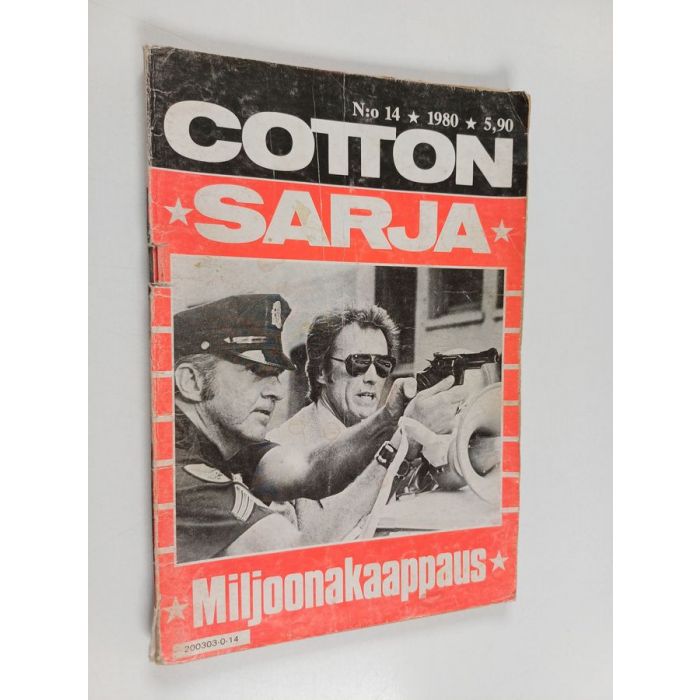 N:o 14 ★ 1980 ★ 5,90
COTTON
★ SARJA ★
★ Miljoonakaappaus ★
200303-0-14